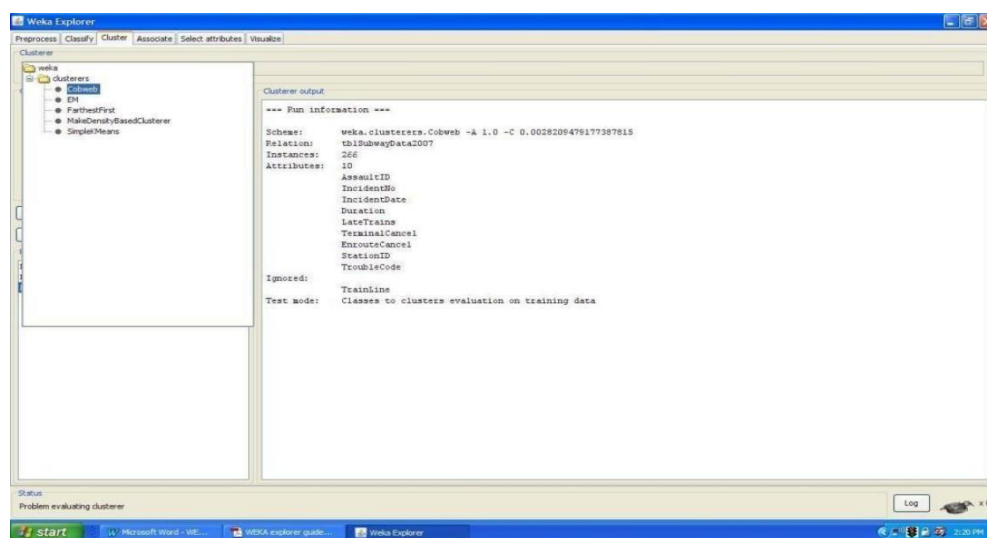 Weka Explorer
Preprocess Classify Cluster Associate Select attributes Visualize
Clusterer
weka
clusterers
Cobweb
EM
FarthestFirst
MakeDensityBasedClusterer
SimpleKMeans
Clusterer output
=== Run information ===
Scheme: weka.clusterers.Cobweb -A 1.0 -C 0.0028209479177387815
Relation: tblSubwayData2007
Instances: 266
Attributes: 10
AssaultID
IncidentNo
IncidentDate
Duration
LateTrains
TerminalCancel
EnrouteCancel
StationID
TroubleCode
Ignored:
TrainLine
Test mode: Classes to clusters evaluation on training data
Status
Problem evaluating clusterer
Log
start
Microsoft Word - WE...
WEKA explorer guide...
Weka Explorer
2:20 PM